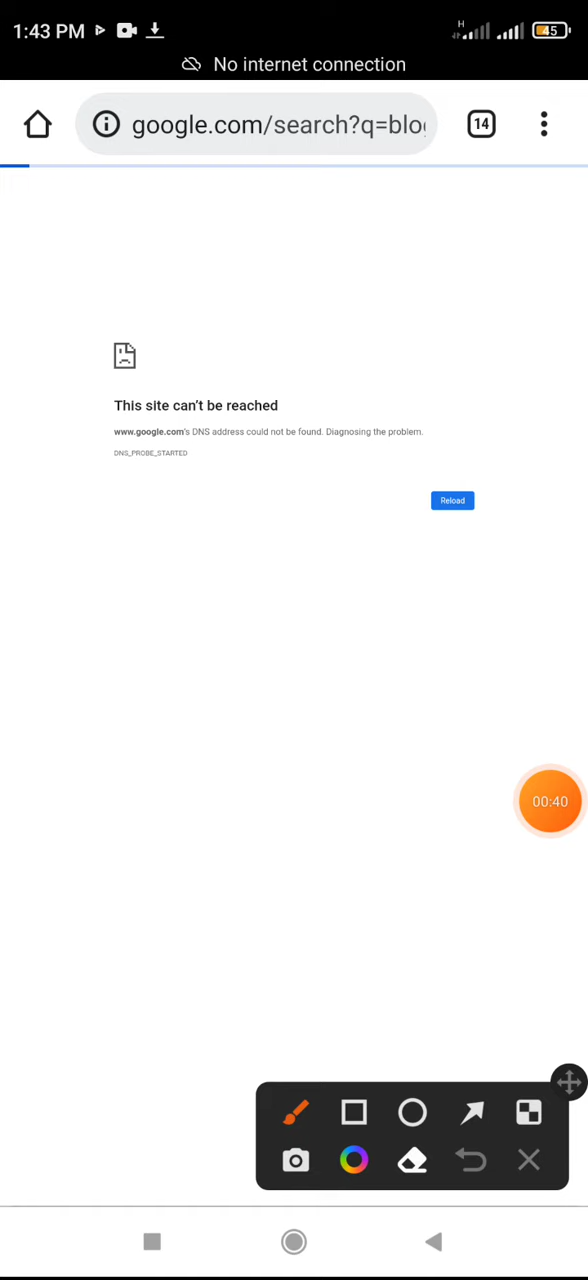 1:43 PM
H
45
No internet connection
google.com/search?q=blo
14
This site can't be reached
www.google.com's DNS address could not be found. Diagnosing the problem.
DNS_PROBE_STARTED
Reload
00:40